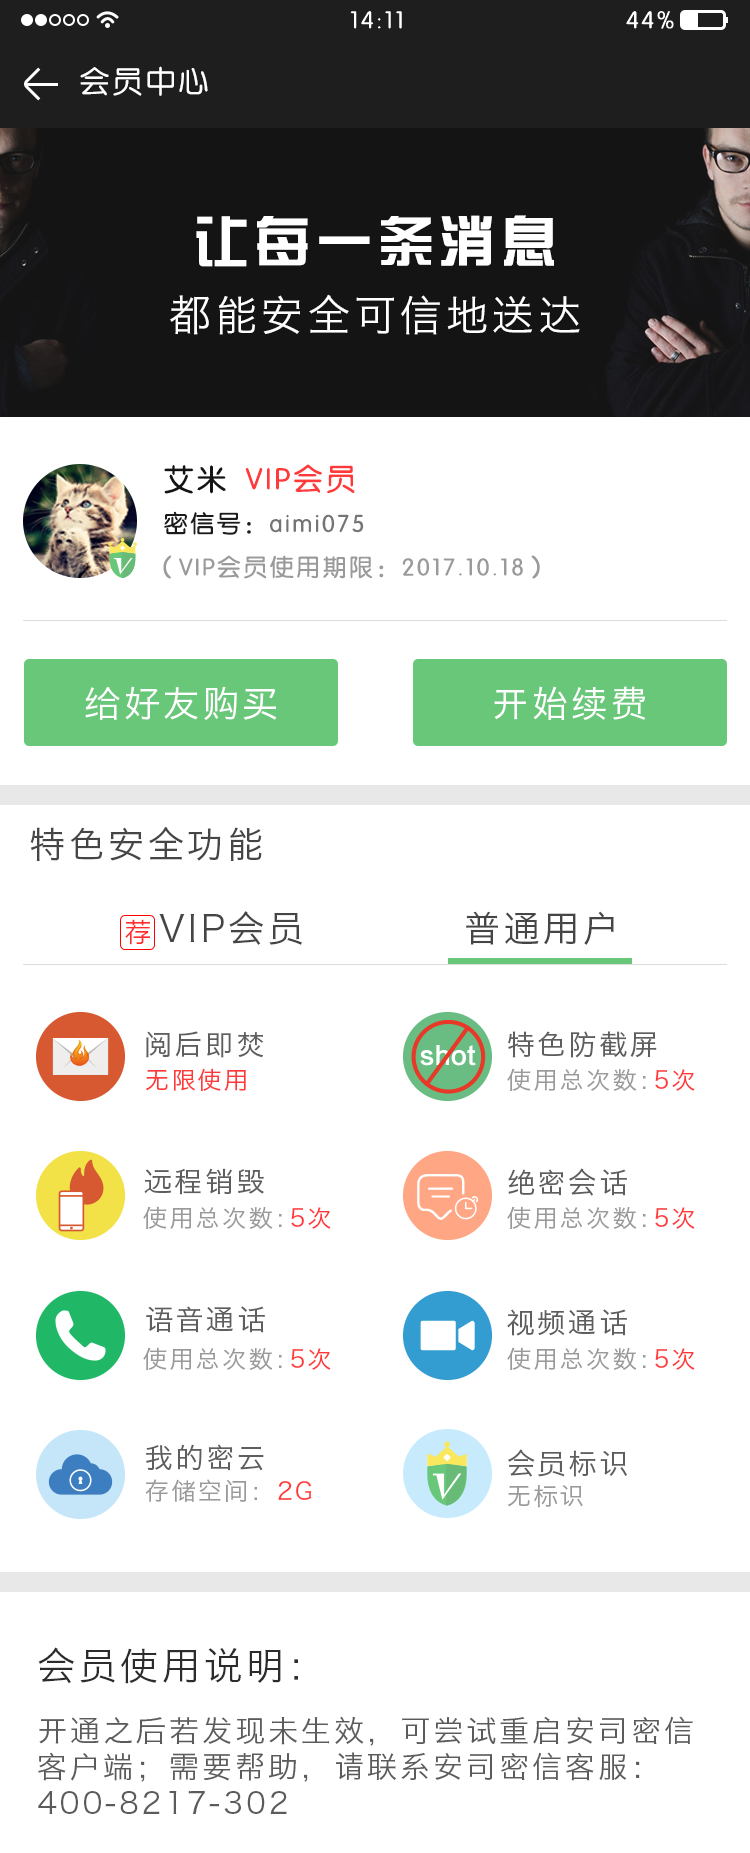 14:11
44%
会员中心
让每一条消息
都能安全可信地送达
艾米 VIP会员
密信号：aimi075
（VIP会员使用期限：2017.10.18）
给好友购买 开始续费
特色安全功能
荐VIP会员 普通用户
阅后即焚
无限使用
shot
特色防截屏
使用总次数：5次
远程销毁
使用总次数：5次
绝密会话
使用总次数：5次
语音通话
使用总次数：5次
视频通话
使用总次数：5次
我的密云
存储空间：2G
V
会员标识
无标识
会员使用说明：
开通之后若发现未生效，可尝试重启安司密信
客户端；需要帮助，请联系安司密信客服：
400-8217-302